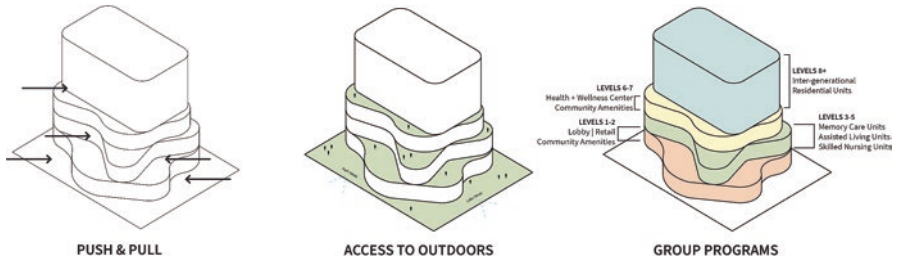 LEVELS 8+
Inter-generational
Residential Units
LEVELS 6-7
Health + Wellness Center
Community Amenities
LEVELS 1-2
Lobby | Retail
Community Amenities
LEVELS 3-5
Memory Care Units
Assisted Living Units
Skilled Nursing Units
PUSH & PULL
ACCESS TO OUTDOORS
GROUP PROGRAMS